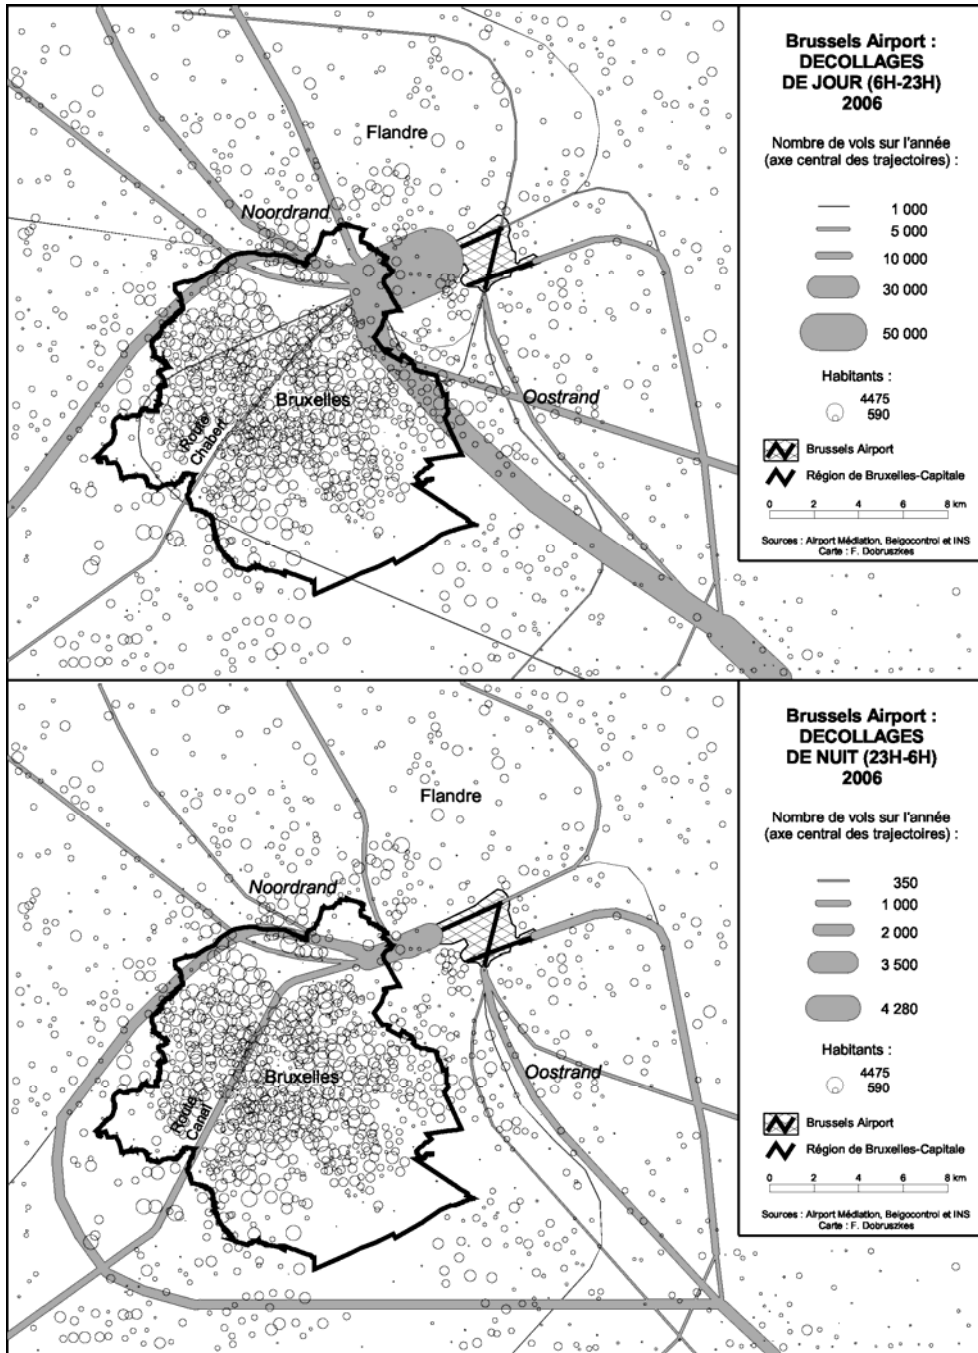 Brussels Airport :
DECOLLAGES
DE JOUR (6H-23H)
2006
Nombre de vols sur l'année
(axe central des trajectoires) :
1 000
5 000
10 000
30 000
50 000
Habitants :
4475
590
Brussels Airport
Région de Bruxelles-Capitale
0 2 4 6 8 km
Sources : Airport Médiation, Belgocontrol et INS
Carte : F. Dobruszkes
Flandre
Noordrand
Oostrand
Bruxelles
Route
Chabert
Brussels Airport :
DECOLLAGES
DE NUIT (23H-6H)
2006
Nombre de vols sur l'année
(axe central des trajectoires) :
350
1 000
2 000
3 500
4 280
Habitants :
4475
590
Brussels Airport
Région de Bruxelles-Capitale
0 2 4 6 8 km
Sources : Airport Médiation, Belgocontrol et INS
Carte : F. Dobruszkes
Flandre
Noordrand
Oostrand
Bruxelles
Route
Canal